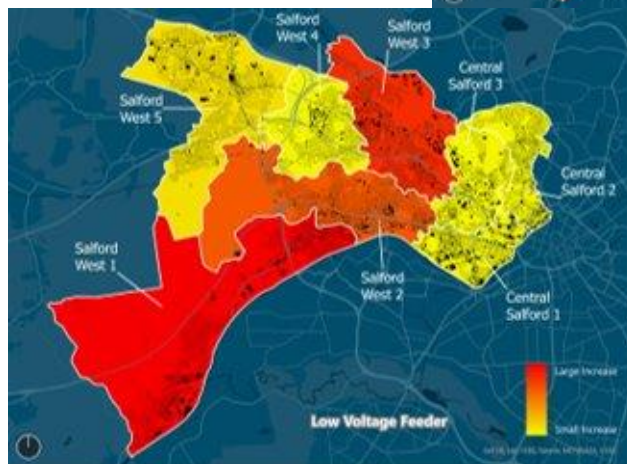 Salford
West 4
Salford
West 3
Central
Salford 3
Salford
West 5
Central
Salford 2
Salford
West 1
Salford
West 2
Central
Salford 1
Large Increase
Low Voltage Feeder
Small Increase